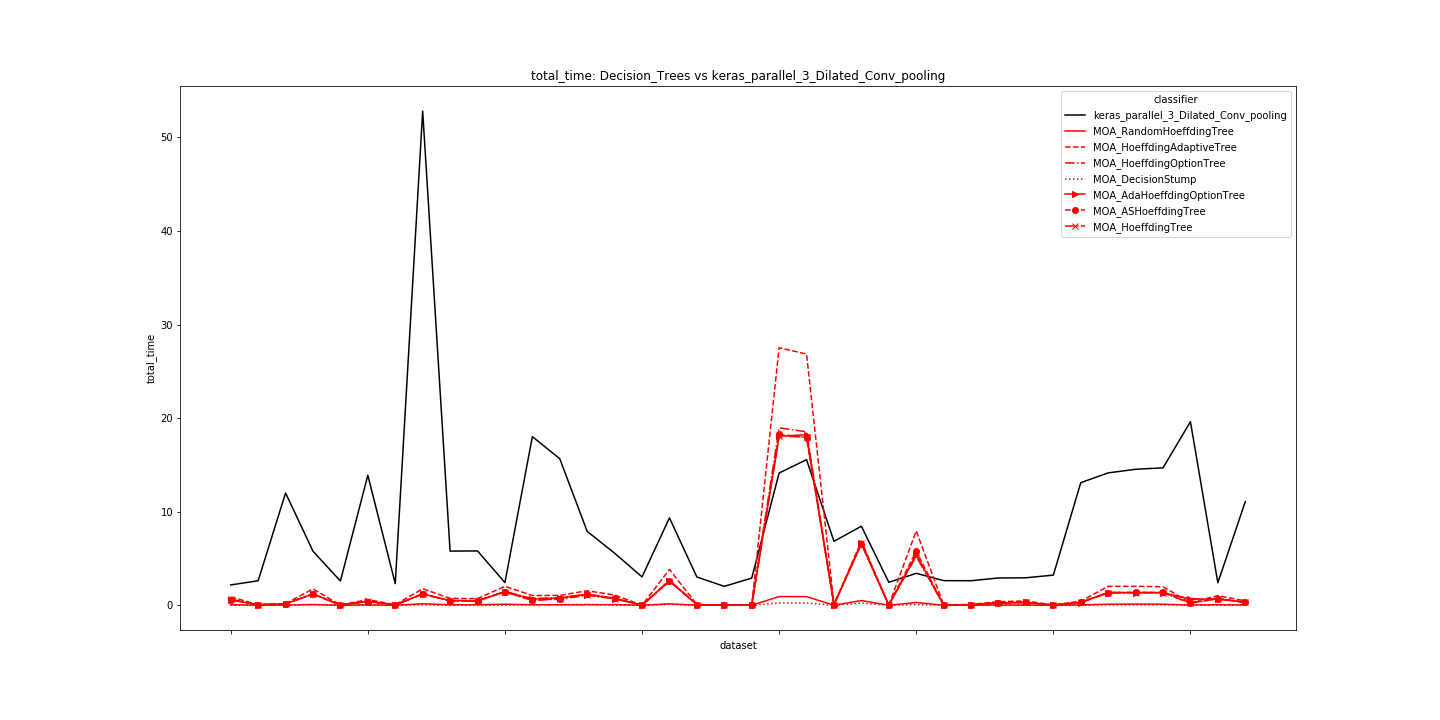 total_time: Decision_Trees vs keras_parallel_3_Dilated_Conv_pooling
classifier
keras_parallel_3_Dilated_Conv_pooling
MOA_RandomHoeffdingTree
MOA_HoeffdingAdaptiveTree
MOA_HoeffdingOptionTree
MOA_DecisionStump
MOA_AdaHoeffdingOptionTree
MOA_ASHoeffdingTree
MOA_HoeffdingTree
50
40
30
20
10
0
total_time
dataset